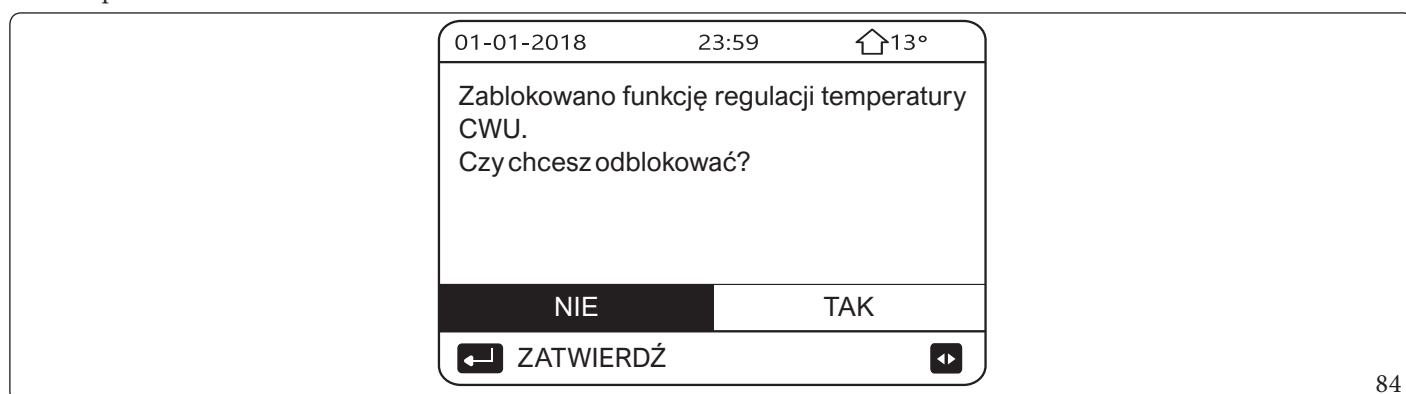 01-01-2018 23:59 13°
Zablokowano funkcję regulacji temperatury
CWU.
Czy chcesz odblokować?
NIE TAK
ZATWIERDŹ
84